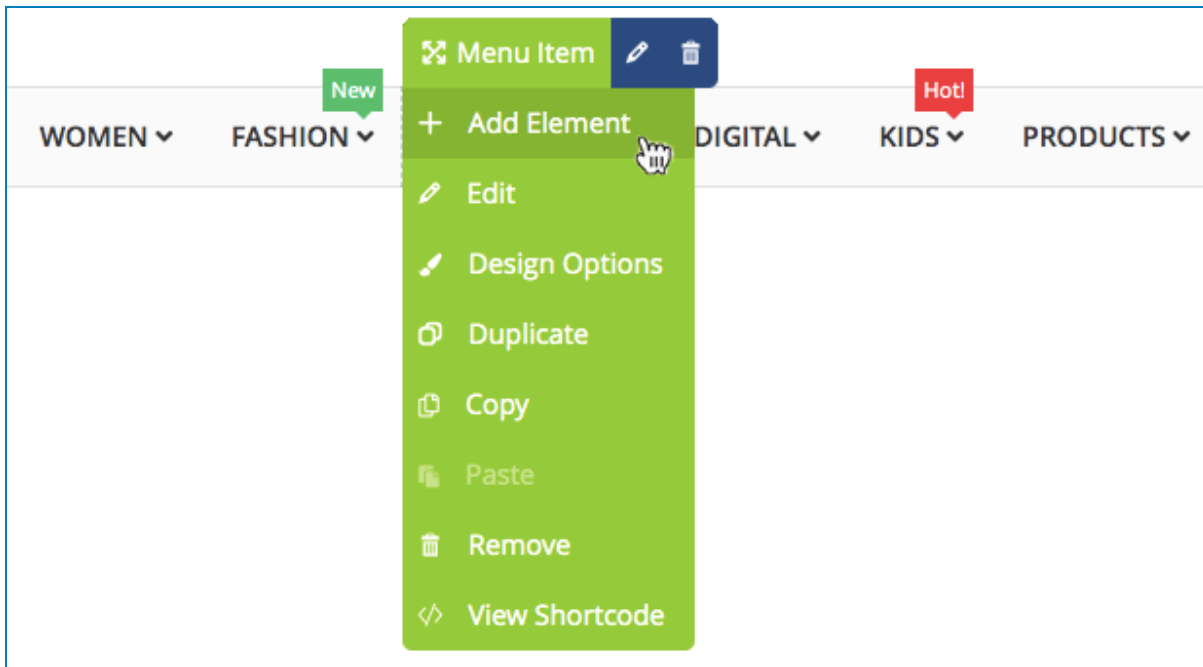 Menu Item
New
Hot!
WOMEN
FASHION
DIGITAL
KIDS
PRODUCTS
Add Element
Edit
Design Options
Duplicate
Copy
Paste
Remove
View Shortcode